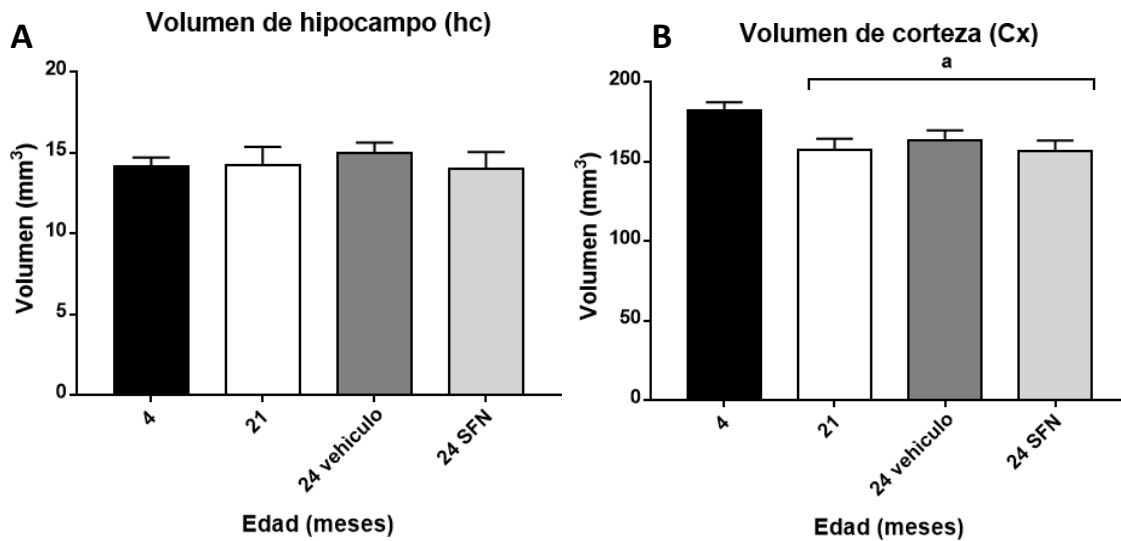 A
Volumen de hipocampo (hc)
Volumen (mm³)
20
15
10
5
0
4
21
24 vehiculo
24 SFN
Edad (meses)
B
Volumen de corteza (Cx)
a
Volumen (mm³)
200
150
100
50
0
4
21
24 vehiculo
24 SFN
Edad (meses)